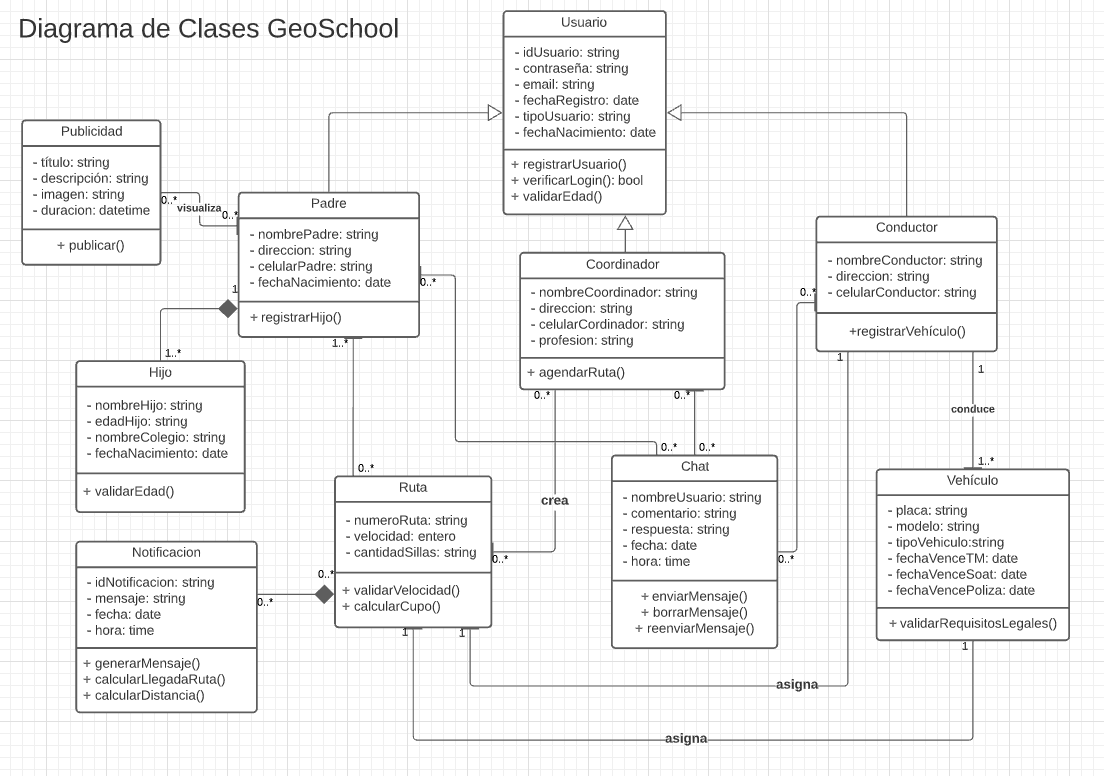 Diagrama de Clases GeoSchool
Usuario
- idUsuario: string
- contraseña: string
- email: string
- fechaRegistro: date
- tipoUsuario: string
- fechaNacimiento: date
+ registrarUsuario()
+ verificarLogin(): bool
+ validarEdad()
Publicidad
- título: string
- descripción: string
- imagen: string
- duracion: datetime
+ publicar()
0..*
visualiza
0..*
Padre
- nombrePadre: string
- direccion: string
- celularPadre: string
- fechaNacimiento: date
+ registrarHijo()
1
0..*
1..*
1..*
Coordinador
- nombreCoordinador: string
- direccion: string
- celularCordinador: string
- profesion: string
+ agendarRuta()
0..*
0..*
Conductor
- nombreConductor: string
- direccion: string
- celularConductor: string
+registrarVehículo()
0..*
1
1
conduce
1..*
Hijo
- nombreHijo: string
- edadHijo: string
- nombreColegio: string
- fechaNacimiento: date
+ validarEdad()
0..*
Ruta
- numeroRuta: string
- velocidad: entero
- cantidadSillas: string
+ validarVelocidad()
+ calcularCupo()
0..*
0..*
1
1
crea
0..*
0..*
Chat
- nombreUsuario: string
- comentario: string
- respuesta: string
- fecha: date
- hora: time
+ enviarMensaje()
+ borrarMensaje()
+ reenviarMensaje()
0..*
Vehículo
- placa: string
- modelo: string
- tipoVehiculo:string
- fechaVenceTM: date
- fechaVenceSoat: date
- fechaVencePoliza: date
+ validarRequisitosLegales()
1
Notificacion
- idNotificacion: string
- mensaje: string
- fecha: date
- hora: time
+ generarMensaje()
+ calcularLlegadaRuta()
+ calcularDistancia()
0..*
asigna
asigna